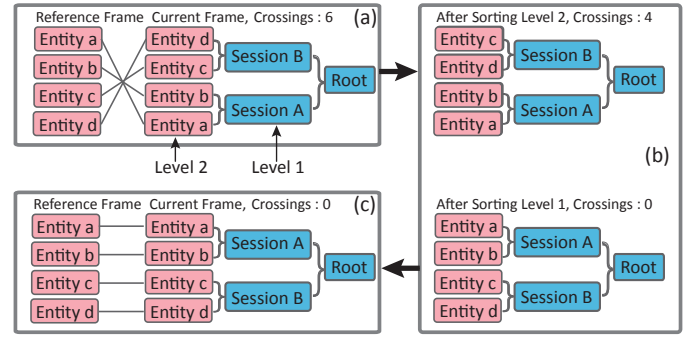 Reference Frame Current Frame, Crossings : 6 (a)
Entity a
Entity b
Entity c
Entity d
Entity d
Entity c
Entity b
Entity a
Session B
Session A
Root
Level 2
Level 1
After Sorting Level 2, Crossings : 4
Entity c
Entity d
Entity b
Entity a
Session B
Session A
Root
(b)
After Sorting Level 1, Crossings : 0
Entity a
Entity b
Entity c
Entity d
Session A
Session B
Root
Reference Frame Current Frame, Crossings : 0 (c)
Entity a
Entity b
Entity c
Entity d
Entity a
Entity b
Entity c
Entity d
Session A
Session B
Root